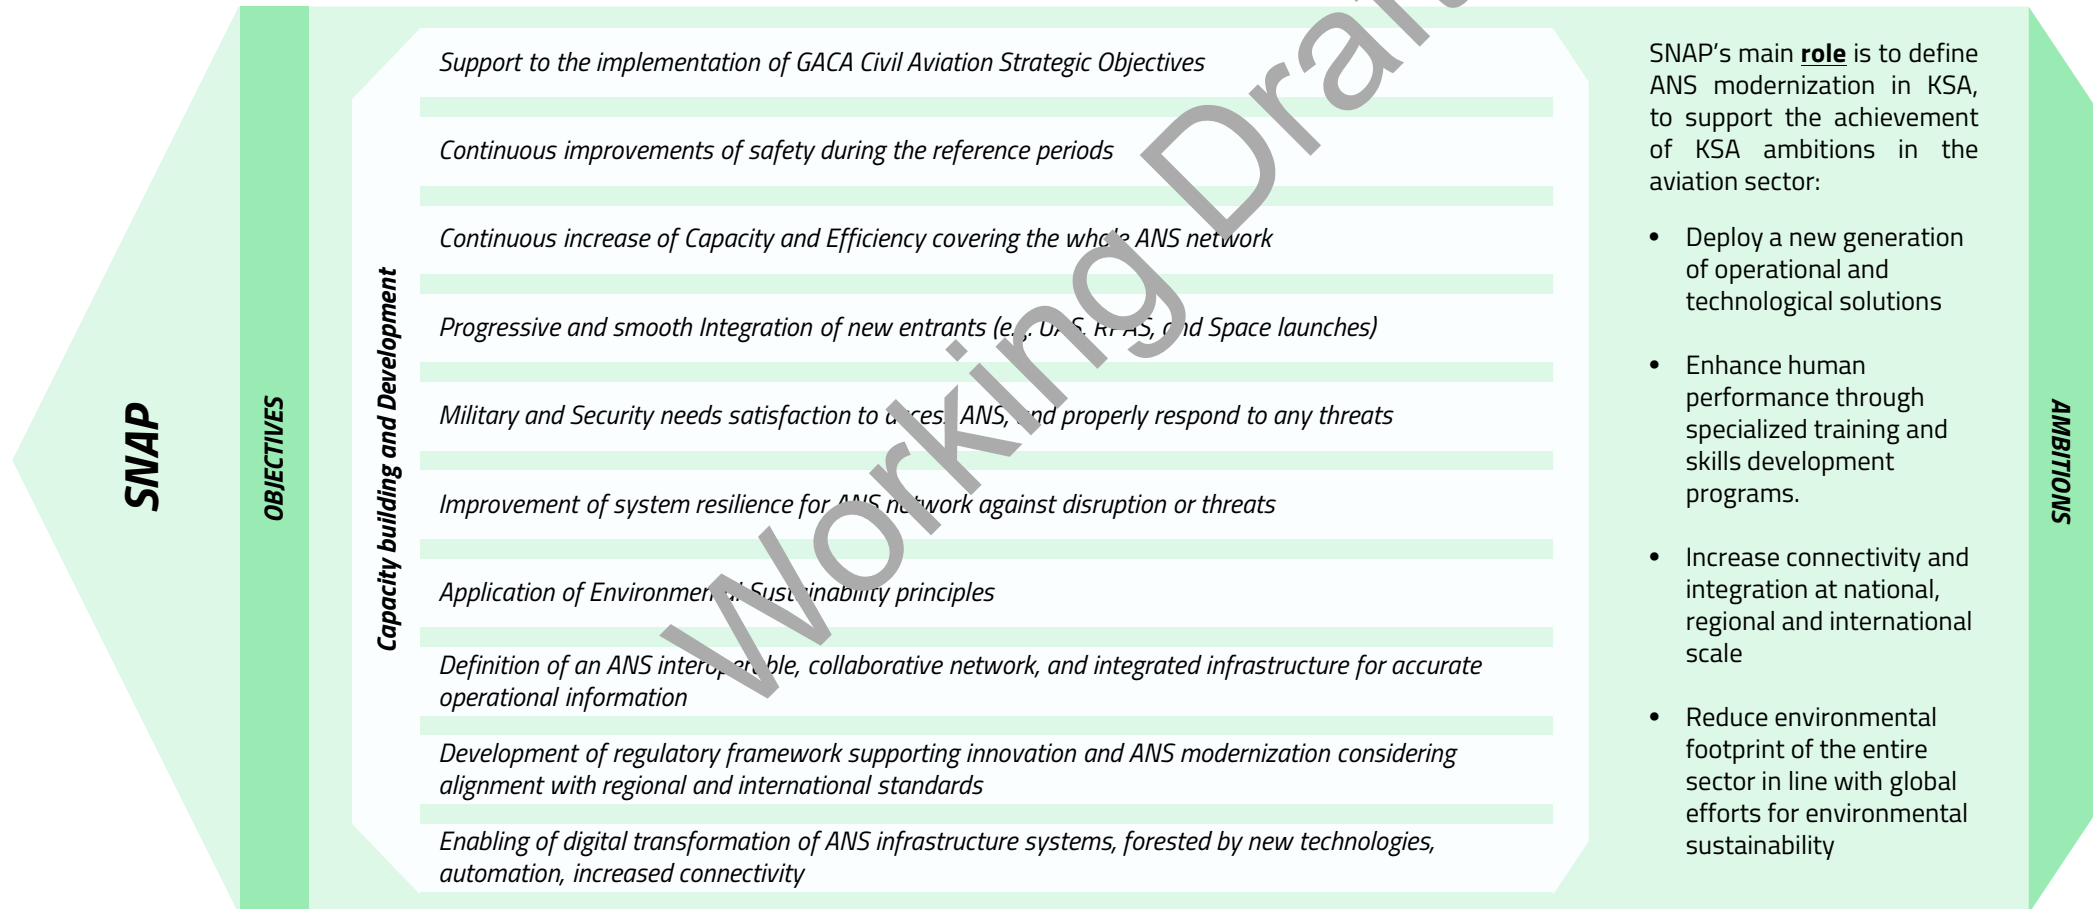 SNAP
OBJECTIVES
Capacity building and Development
Support to the implementation of GACA Civil Aviation Strategic Objectives
Continuous improvements of safety during the reference periods
Continuous increase of Capacity and Efficiency covering the whole ANS network
Progressive and smooth Integration of new entrants (e.g. UAS, RPAS, and Space launches)
Military and Security needs satisfaction to access ANS, and properly respond to any threats
Improvement of system resilience for ANS network against disruption or threats
Application of Environmental Sustainability principles
Definition of an ANS interoperable, collaborative network, and integrated infrastructure for accurate
operational information
Development of regulatory framework supporting innovation and ANS modernization considering
alignment with regional and international standards
Enabling of digital transformation of ANS infrastructure systems, forested by new technologies,
automation, increased connectivity
SNAP’s main role is to define
ANS modernization in KSA,
to support the achievement
of KSA ambitions in the
aviation sector:
• Deploy a new generation
of operational and
technological solutions
• Enhance human
performance through
specialized training and
skills development
programs.
• Increase connectivity and
integration at national,
regional and international
scale
• Reduce environmental
footprint of the entire
sector in line with global
efforts for environmental
sustainability
AMBITIONS
Working Draft